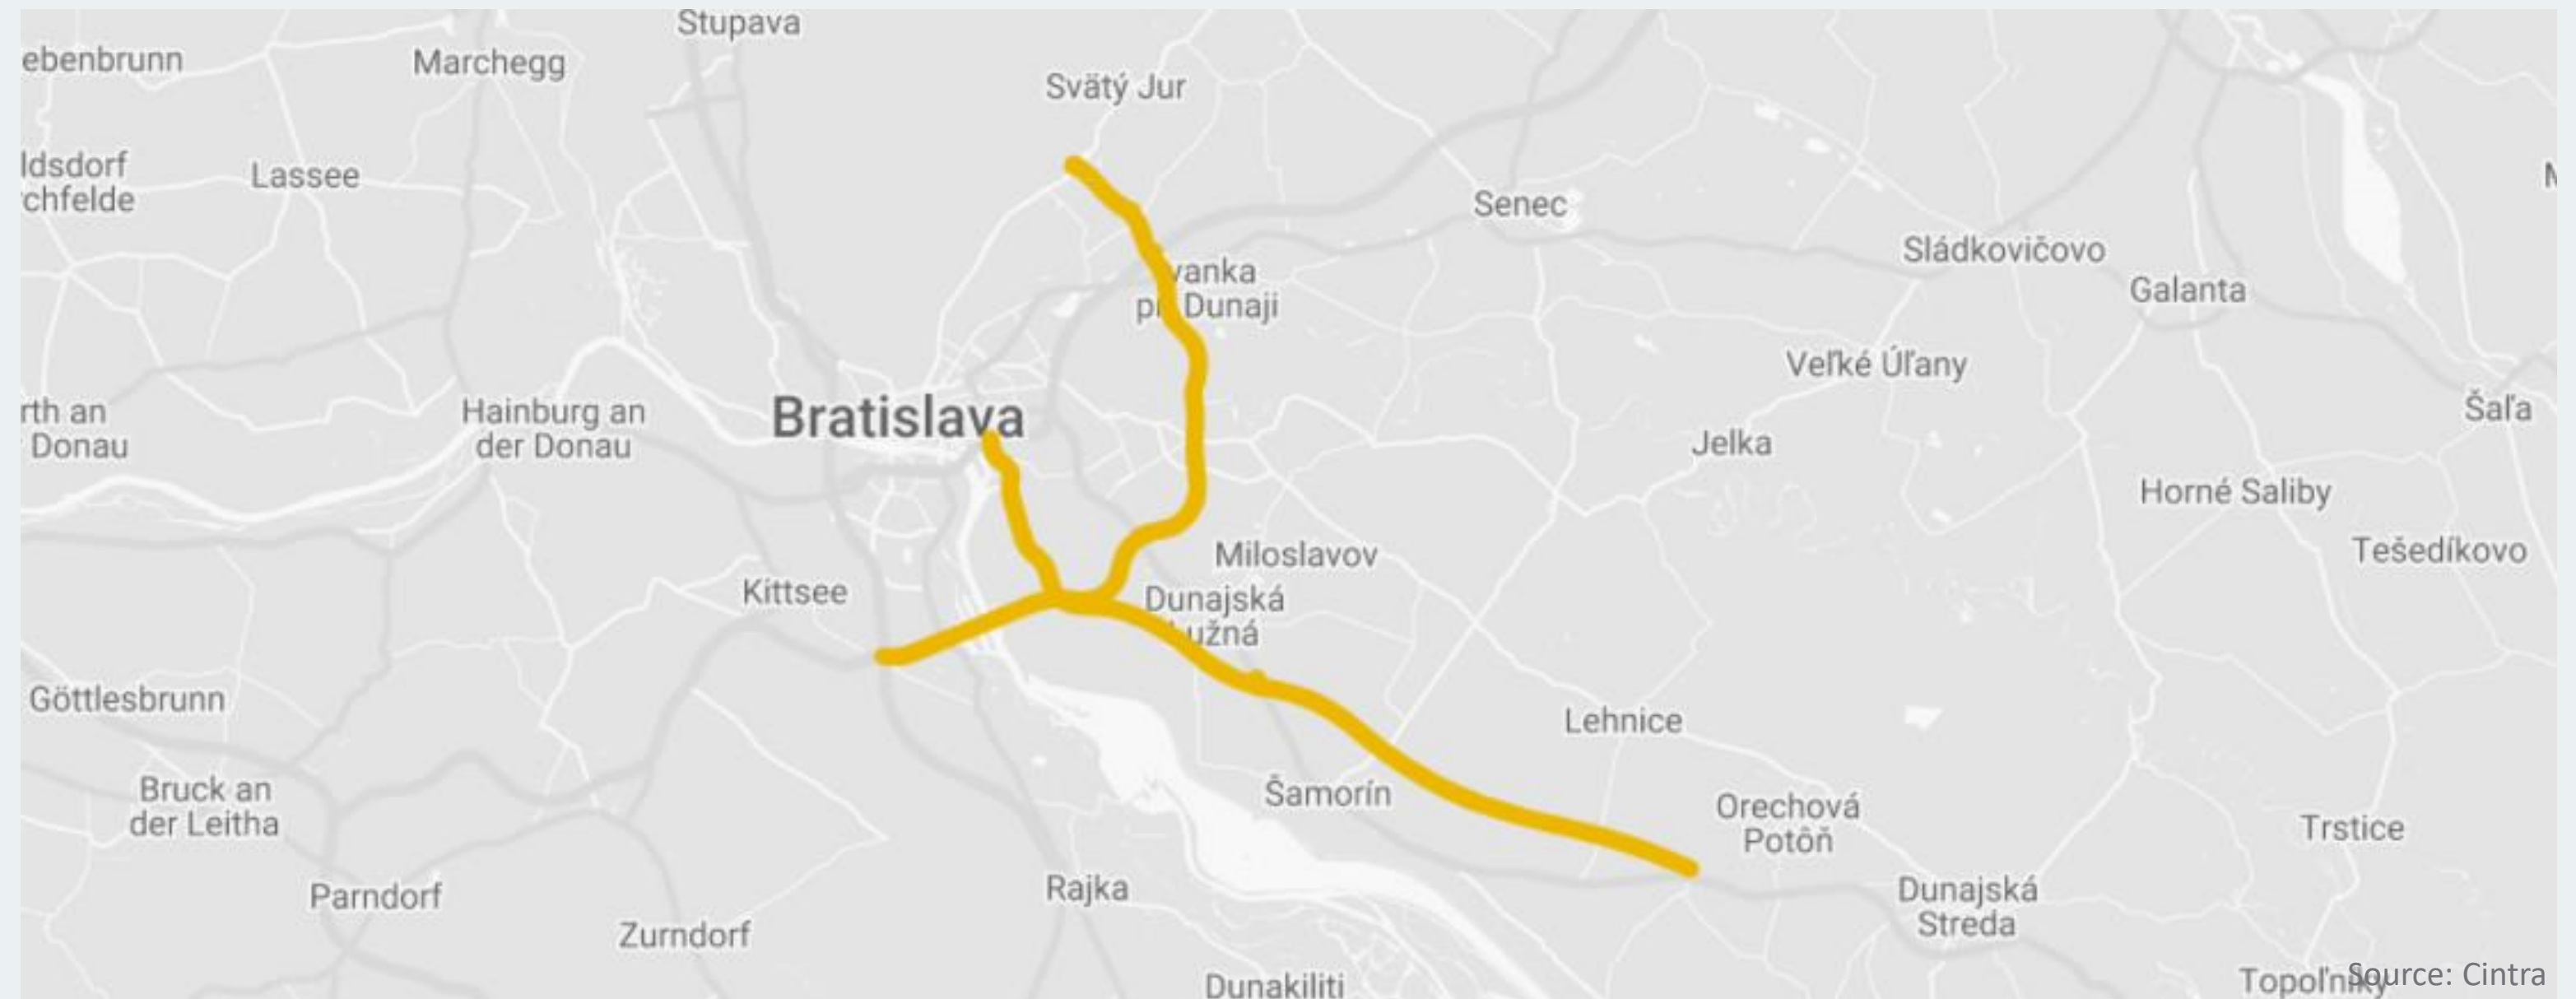 Stupava
ebenbrunn
Marchegg
Svätý Jur
ldsdorf
chfelde
Lassee
Senec
Sládkovičovo
vanka
Dunaji
Galanta
Veľké Úľany
Bratislava
Hainburg an
der Donau
rth an
Donau
Šaľa
Jelka
Horné Saliby
Tešedíkovo
Miloslavov
Kittsee
Dunajská
užná
Göttlesbrunn
Lehnice
Bruck an
der Leitha
Šamorín
Orechová
Potôň
Trstice
Parndorf
Rajka
Dunajská
Streda
Zurndorf
Dunakiliti
Topoľníky
Source: Cintra